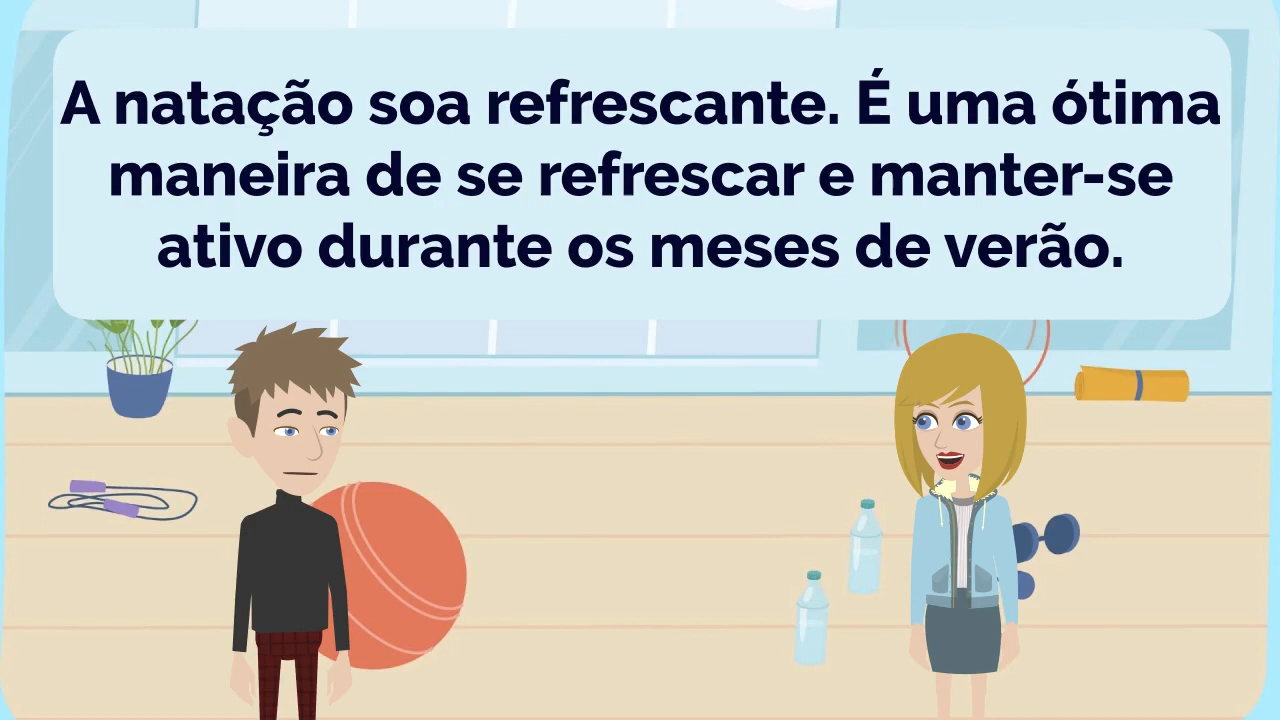 A natação soa refrescante. É uma ótima
maneira de se refrescar e manter-se
ativo durante os meses de verão.